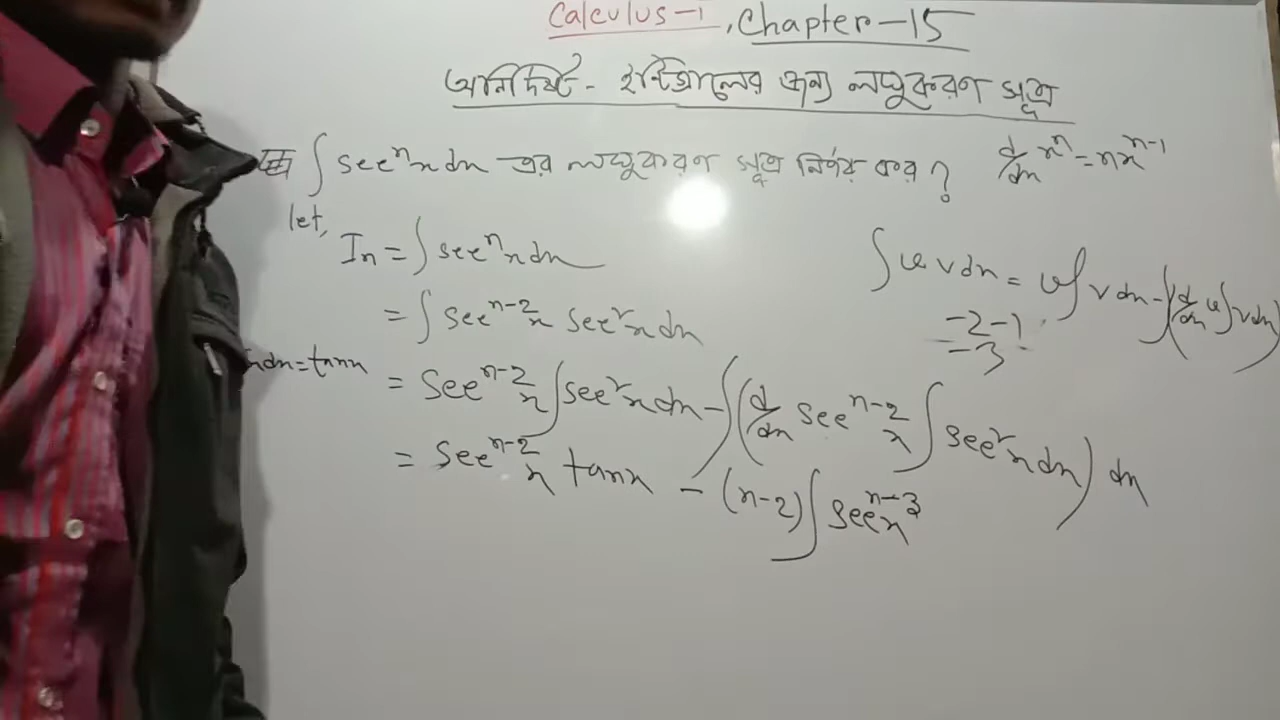 Calculus-1, Chapter-15
অনির্দিষ্ট- ইন্টিগ্রালের জন্য লঘুকরণ সূত্র
∫ secⁿx dx এর লঘুকরণ সূত্র নির্ণয় কর? d/dx xⁿ = nxⁿ⁻¹
let,
Iₙ = ∫ secⁿx dx
∫ uv dx = u∫ v dx - ∫(d/dx u ∫ v dx)
= ∫ secⁿ⁻²x sec²x dx
-2-1
= -3
dx = tanx
= secⁿ⁻²x ∫ sec²x dx - ∫(d/dx secⁿ⁻²x ∫ sec²x dx) dx
= secⁿ⁻²x tanx - (n-2)∫ secⁿ⁻³x